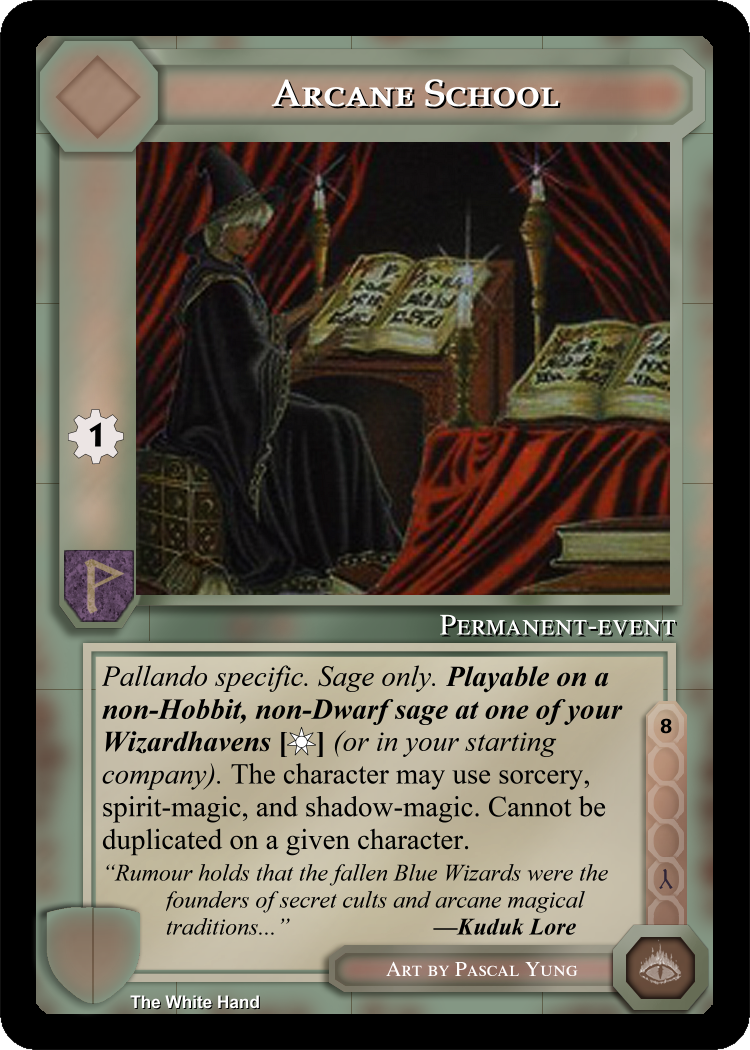 Arcane School
1
Permanent-event
Pallando specific. Sage only. Playable on a
non-Hobbit, non-Dwarf sage at one of your
Wizardhavens [ ] (or in your starting
company). The character may use sorcery,
spirit-magic, and shadow-magic. Cannot be
duplicated on a given character.
8
“Rumour holds that the fallen Blue Wizards were the
founders of secret cults and arcane magical
traditions...” —Kuduk Lore
Art by Pascal Yung
The White Hand